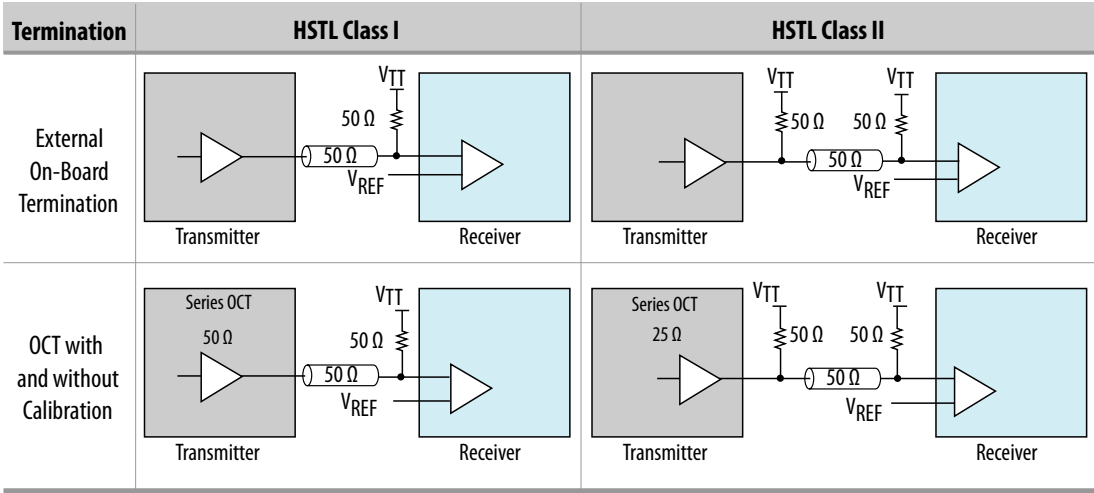 Termination HSTL Class I HSTL Class II
External
On-Board
Termination
VTT
50 Ω
50 Ω
VREF
Transmitter Receiver
VTT VTT
50 Ω 50 Ω
50 Ω
VREF
Transmitter Receiver
OCT with
and without
Calibration
Series OCT
50 Ω
VTT
50 Ω
50 Ω
VREF
Transmitter Receiver
Series OCT
25 Ω
VTT VTT
50 Ω 50 Ω
50 Ω
VREF
Transmitter Receiver